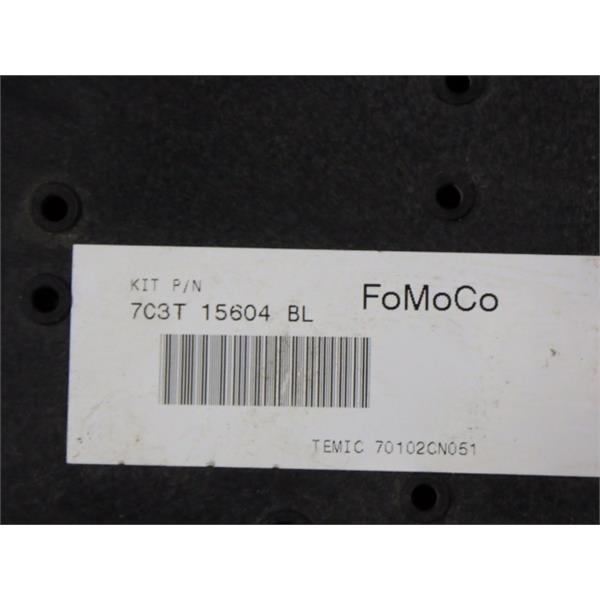 KIT P/N
7C3T 15604 BL FoMoCo
TEMIC 70102CN051